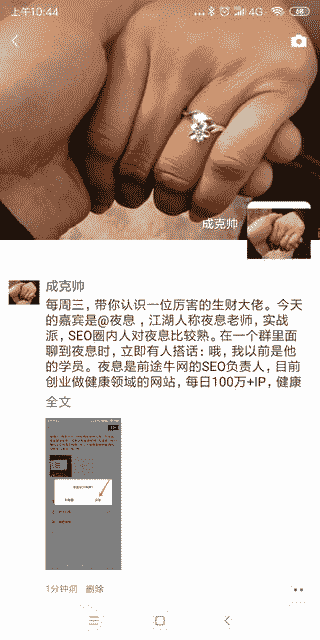 上午10:44
4G
68
成克帅
成克帅
每周三，带你认识一位厉害的生财大佬。今天
的嘉宾是@夜息，江湖人称夜息老师，实战
派，SEO圈内人对夜息比较熟。在一个群里面
聊到夜息时，立即有人搭话：哦，我以前是他
的学员。夜息是前途牛网的SEO负责人，目前
创业做健康领域的网站，每日100万+IP，健康
全文
1分钟前 删除